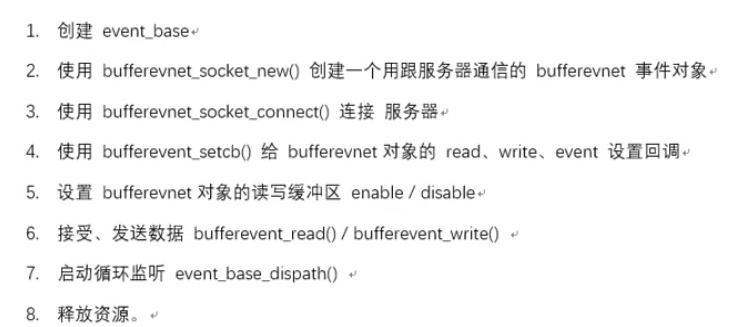 1. 创建 event_base
2. 使用 bufferevnet_socket_new() 创建一个用跟服务器通信的 bufferevnet 事件对象
3. 使用 bufferevnet_socket_connect() 连接 服务器
4. 使用 bufferevent_setcb() 给 bufferevnet 对象的 read、write、event 设置回调
5. 设置 bufferevnet 对象的读写缓冲区 enable / disable
6. 接受、发送数据 bufferevent_read() / bufferevent_write()
7. 启动循环监听 event_base_dispath()
8. 释放资源。